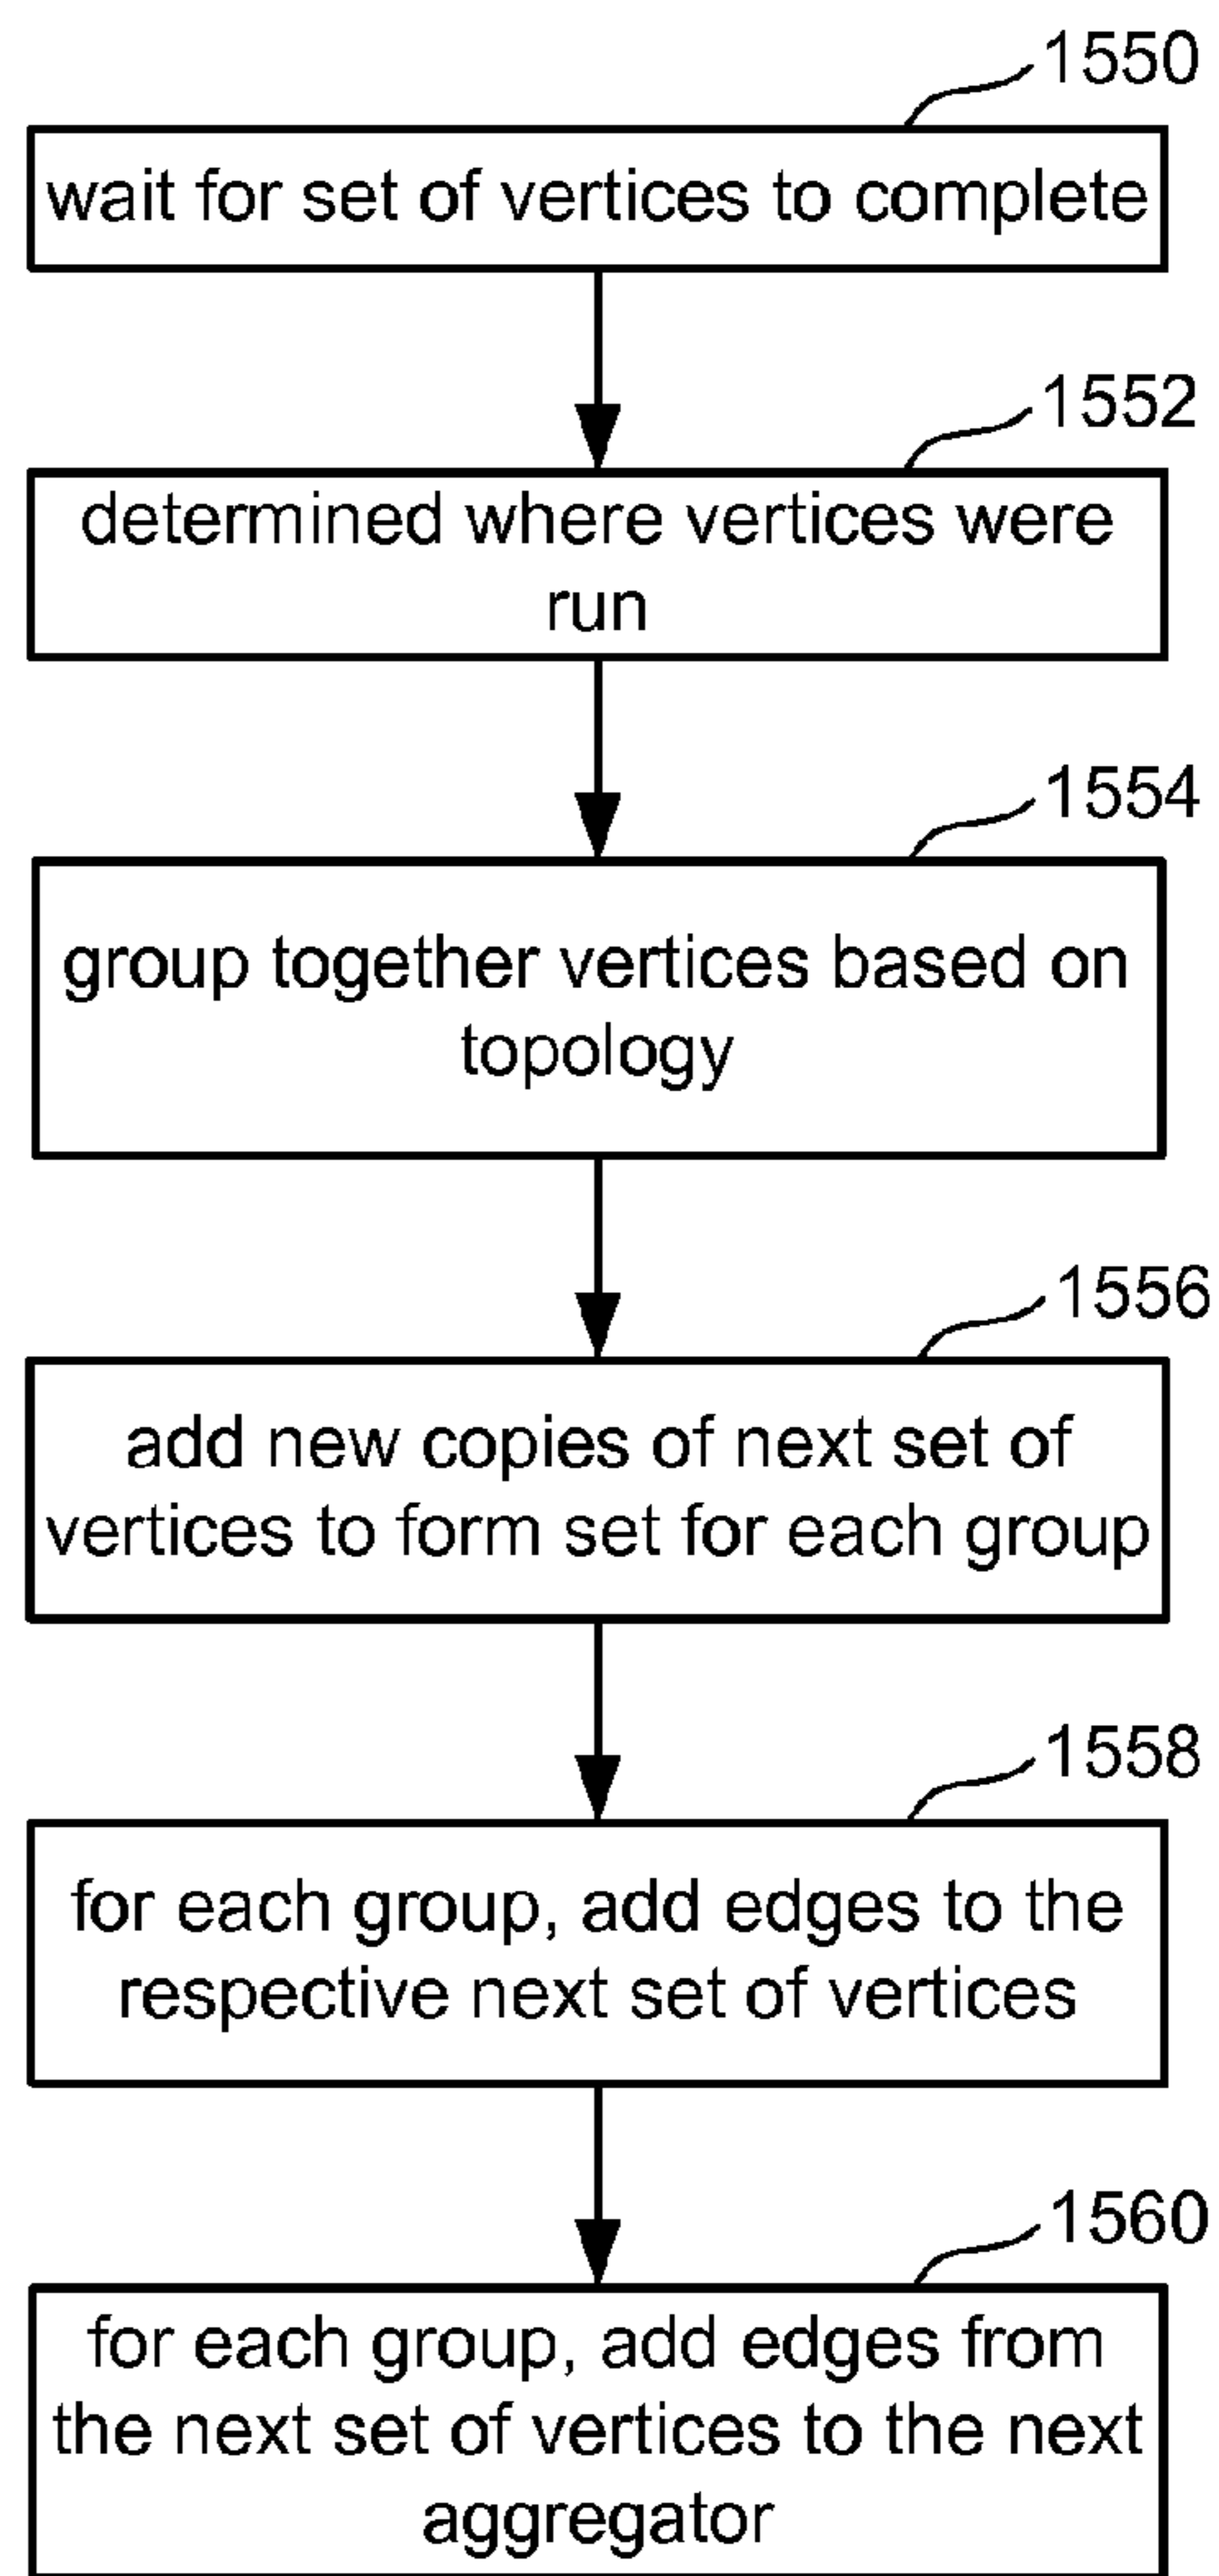 1550
wait for set of vertices to complete
1552
determined where vertices were
run
1554
group together vertices based on
topology
1556
add new copies of next set of
vertices to form set for each group
1558
for each group, add edges to the
respective next set of vertices
1560
for each group, add edges from
the next set of vertices to the next
aggregator